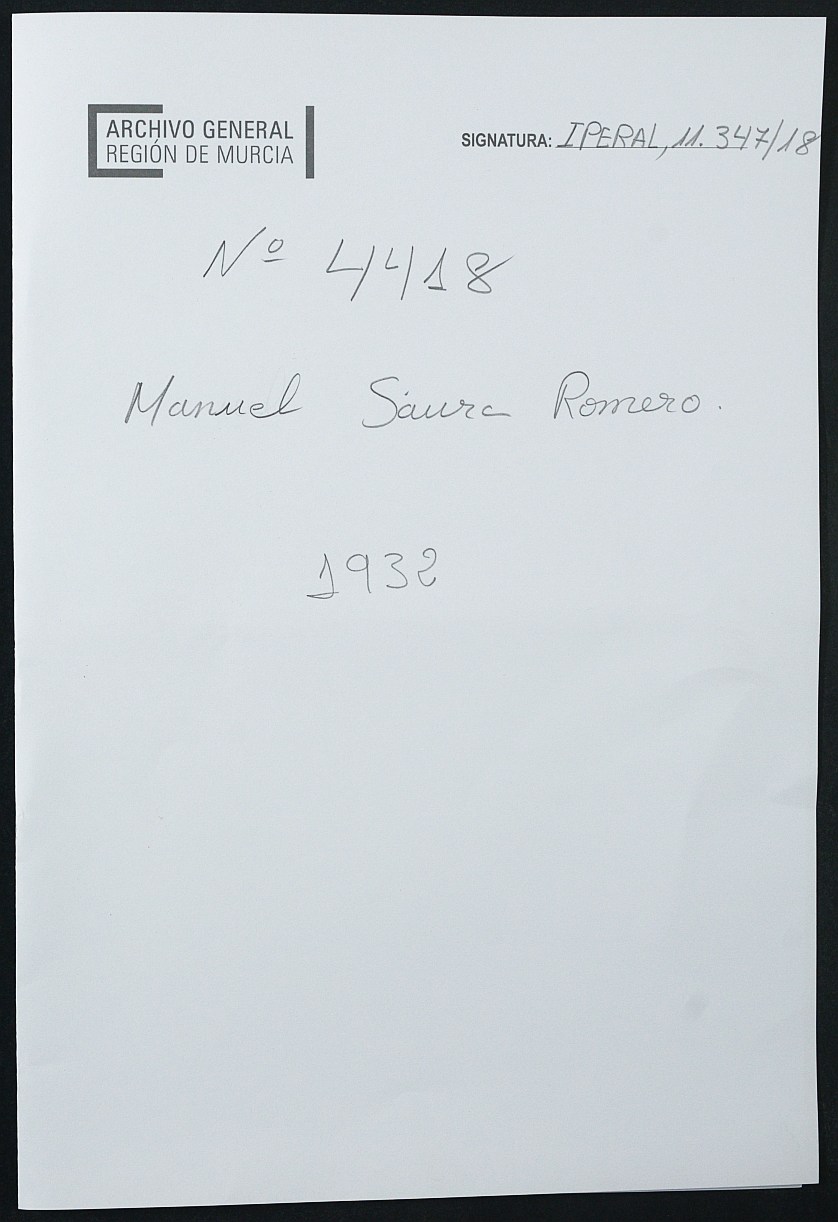 ARCHIVO GENERAL
REGIÓN DE MURCIA
SIGNATURA: IPERAL, 11. 347/18
Nº 4418
Manuel Saura Romero.
1932